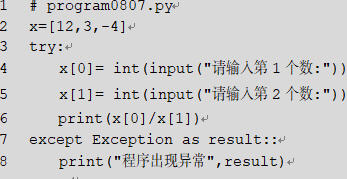 1 # program0807.py
2 x=[12,3,-4]
3 try:
4 x[0]= int(input("请输入第1个数:"))
5 x[1]= int(input("请输入第2个数:"))
6 print(x[0]/x[1])
7 except Exception as result::
8 print("程序出现异常",result)